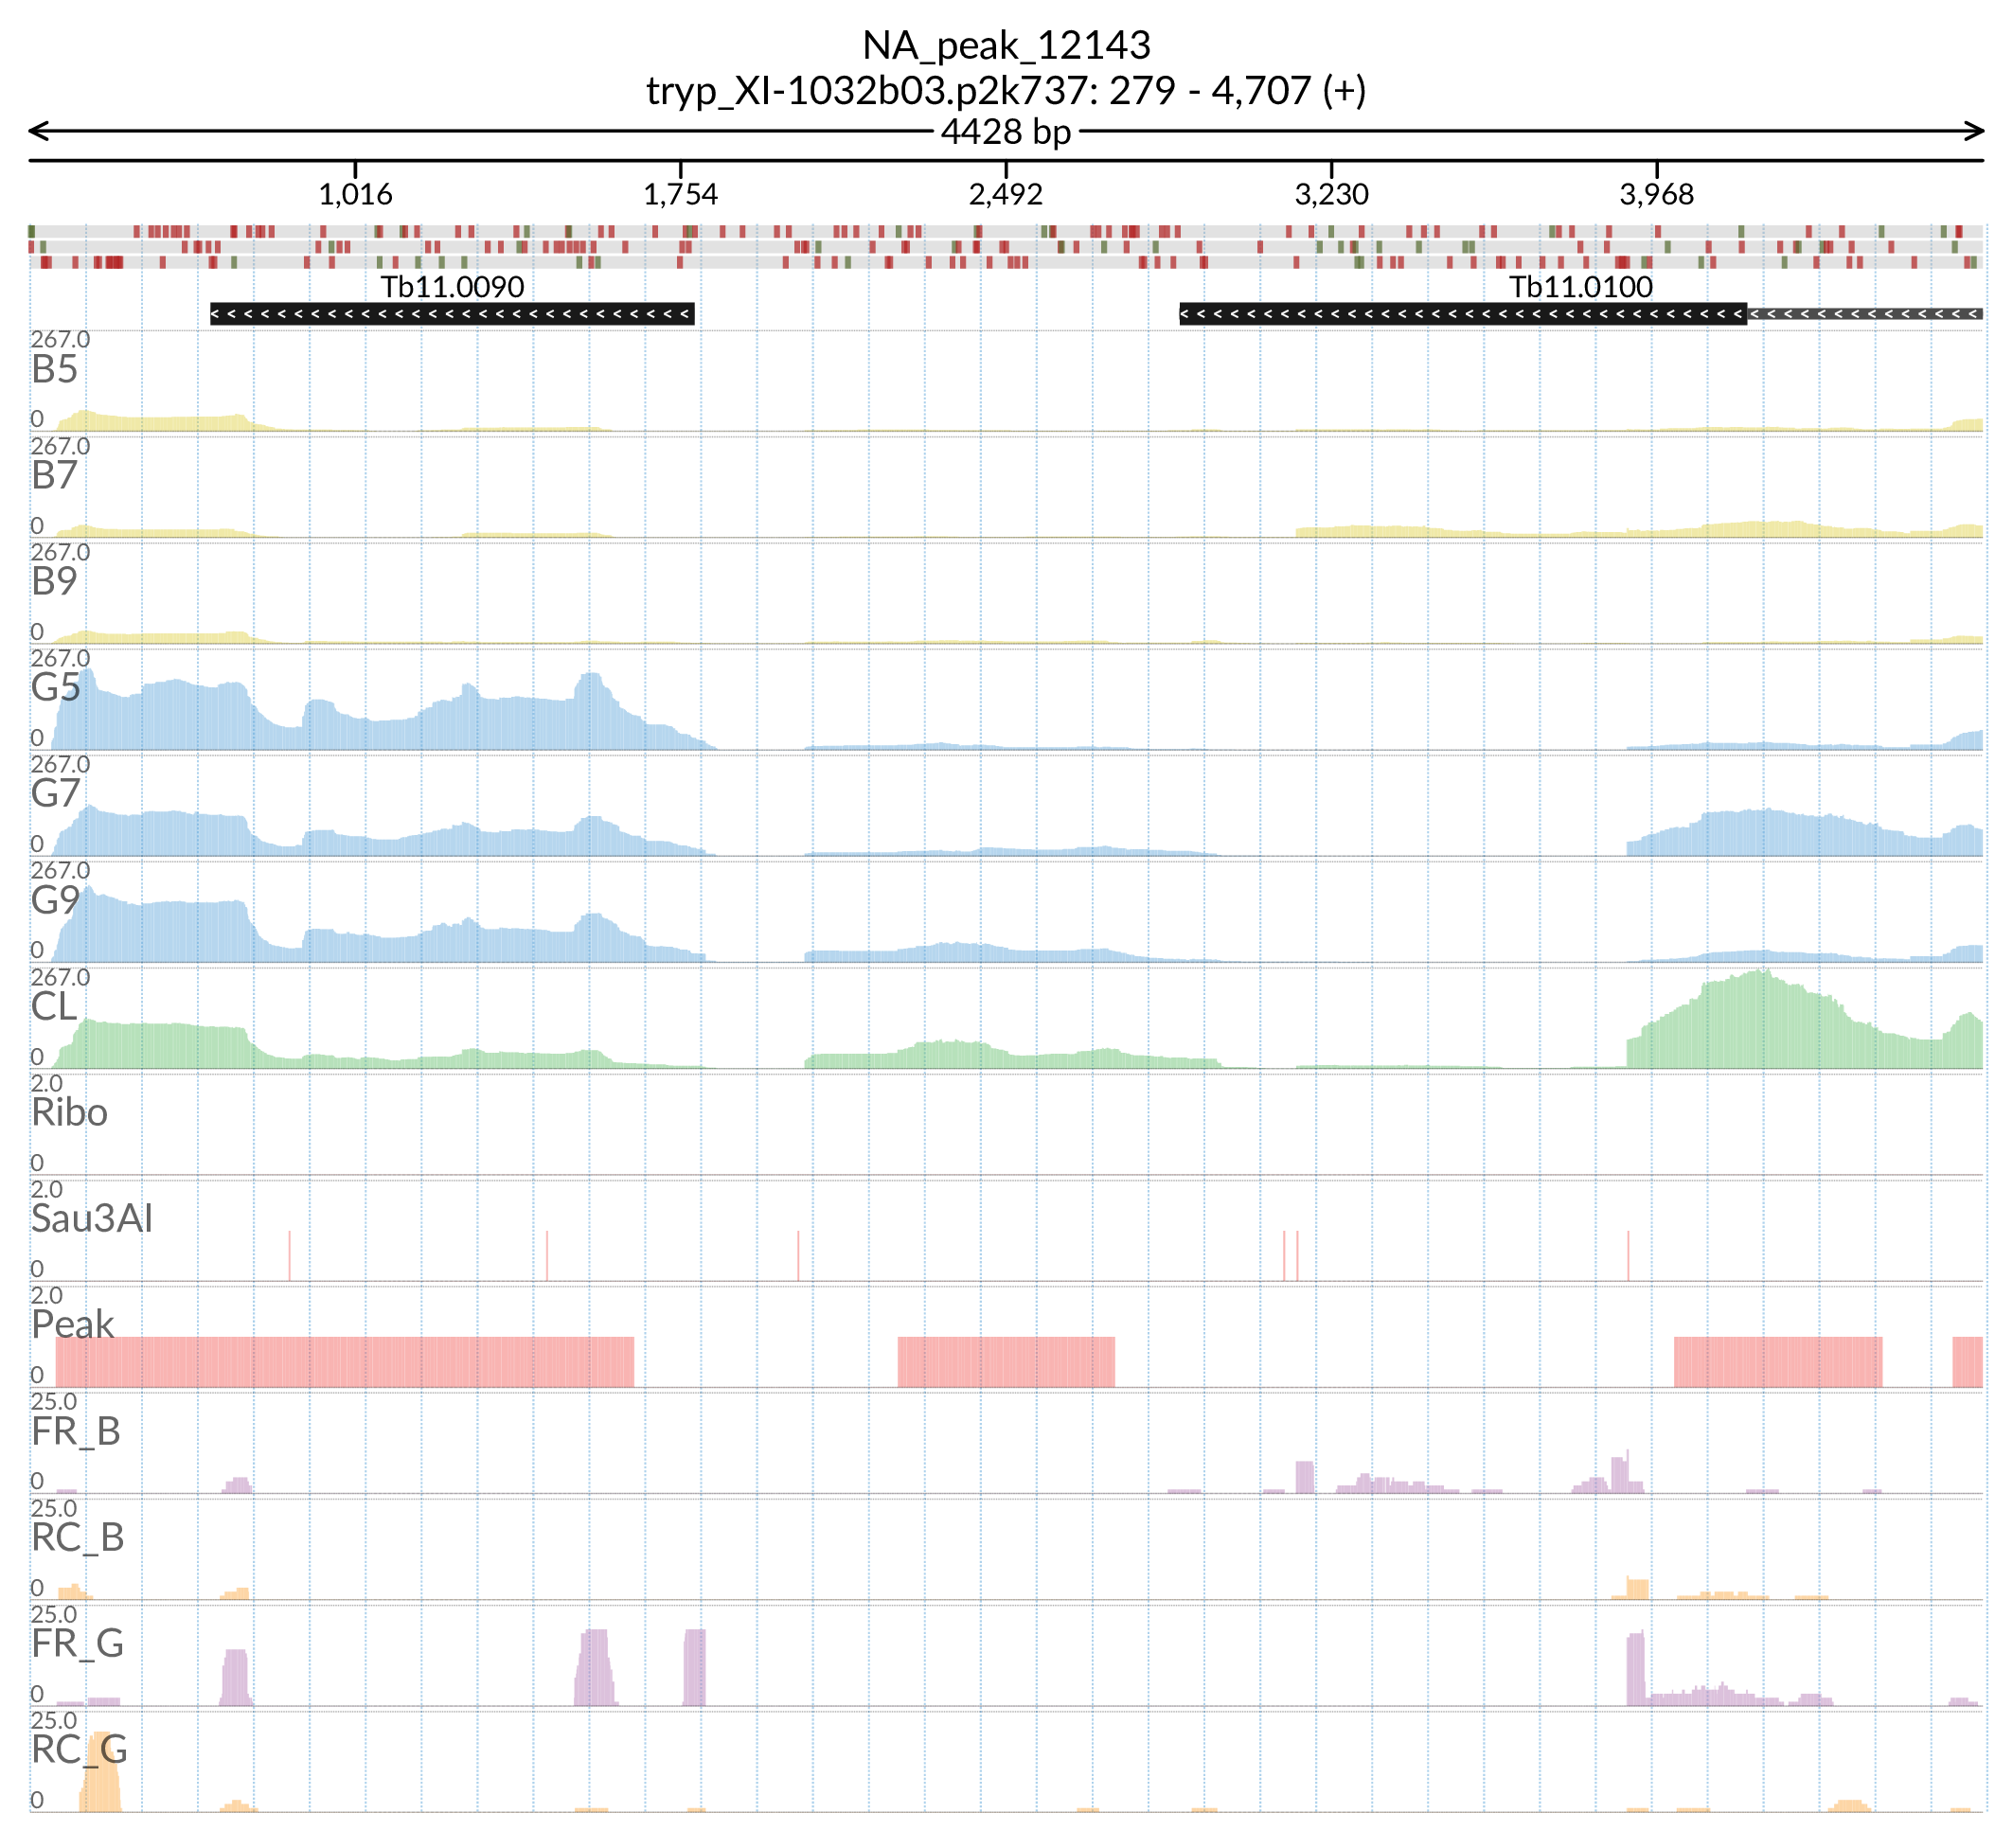 NA_peak_12143
tryp_XI-1032b03.p2k737: 279 - 4,707 (+)
4428 bp
1,016 1,754 2,492 3,230 3,968
Tb11.0090 Tb11.0100
267.0
B5
0
267.0
B7
0
267.0
B9
0
267.0
G5
0
267.0
G7
0
267.0
G9
0
267.0
CL
0
2.0
Ribo
0
2.0
Sau3AI
0
2.0
Peak
0
25.0
FR_B
0
25.0
RC_B
0
25.0
FR_G
0
25.0
RC_G
0